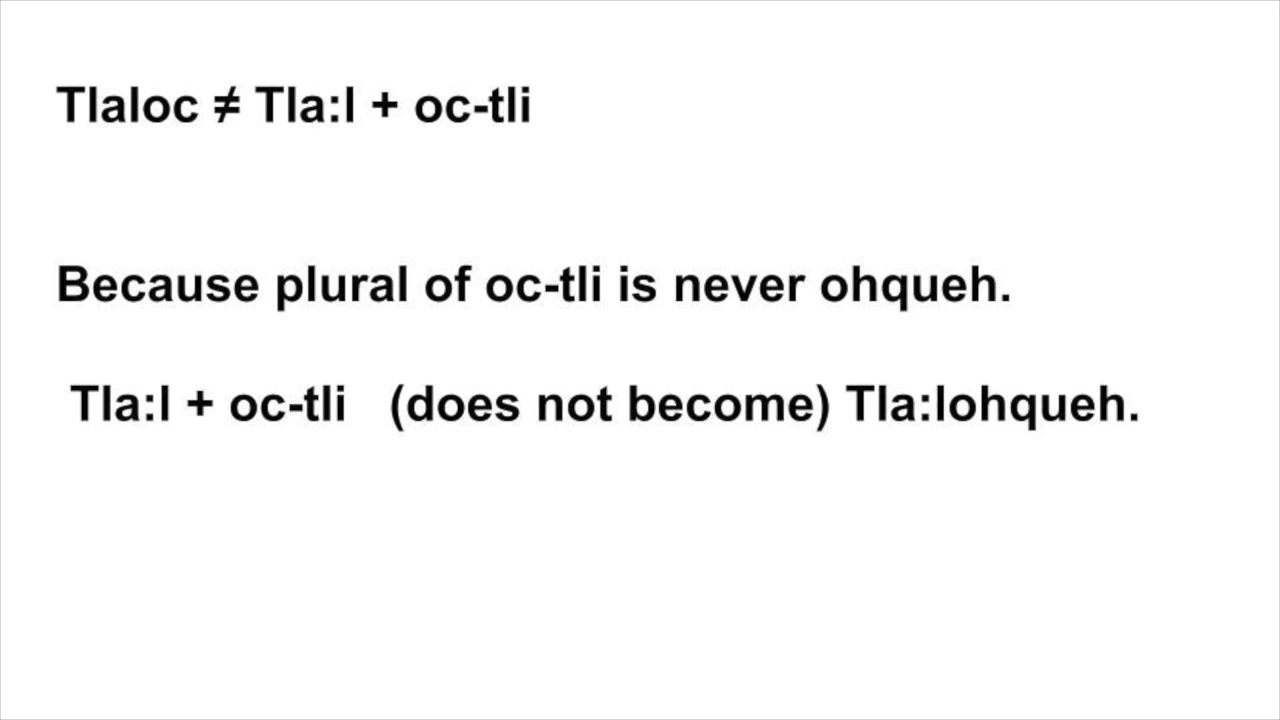 Tlaloc ≠ Tla:l + oc-tli
Because plural of oc-tli is never ohqueh.
Tla:l + oc-tli (does not become) Tla:lohqueh.